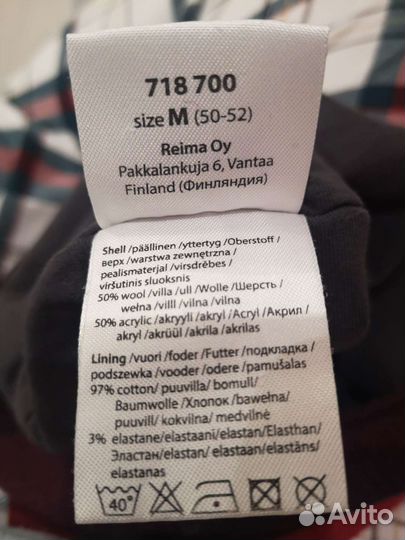 718 700
size M (50-52)
Reima Oy
Pakkalankuja 6, Vantaa
Finland (Финляндия)
Shell /päällinen /yttertyg /Oberstoff /
верх /warstwa zewnętrzna /
pealismaterjal /virsdrēbes /
viršutinis sluoksnis
50% wool /villa /ull /Wolle /Шерсть /
wełna /villl /vilna /vilna
50% acrylic /akryyli /akryl /Acryl /Акрил /
akryl /akrüül /akrila /akrilas
Lining /vuori /foder /Futter /подкладка /
podszewka /vooder /odere /pamušalas
97% cotton/ puuvilla/ bomull/
Baumwolle /Хлопок /bawełna/
puuvill/ kokvilna/ medvilnė
3% elastane/elastaani/elastan/Elasthan/
Эластан/ elastan/ elastaan/elastāns/
elastanas
40°
Avito